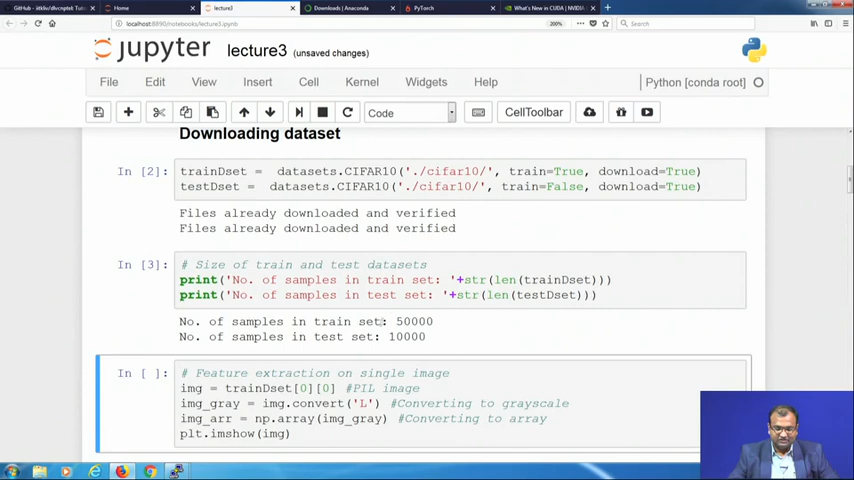 GitHub - iitkliv/dlvcnptel: Tut
Home
lecture3
Downloads | Anaconda
PyTorch
What's New in CUDA | NVIDIA
localhost:8890/notebooks/lecture3.ipynb
200%
Search
jupyter lecture3 (unsaved changes)
File Edit View Insert Cell Kernel Widgets Help
Python [conda root]
Code
CellToolbar
Downloading dataset
In [2]
trainDset = datasets.CIFAR10('./cifar10/', train=True, download=True)
testDset = datasets.CIFAR10('./cifar10/', train=False, download=True)
Files already downloaded and verified
Files already downloaded and verified
In [3]
# Size of train and test datasets
print('No. of samples in train set: '+str(len(trainDset)))
print('No. of samples in test set: '+str(len(testDset)))
No. of samples in train set: 50000
No. of samples in test set: 10000
In [ ]
# Feature extraction on single image
img = trainDset[0][0] #PIL image
img_gray = img.convert('L') #Converting to grayscale
img_arr = np.array(img_gray) #Converting to array
plt.imshow(img)